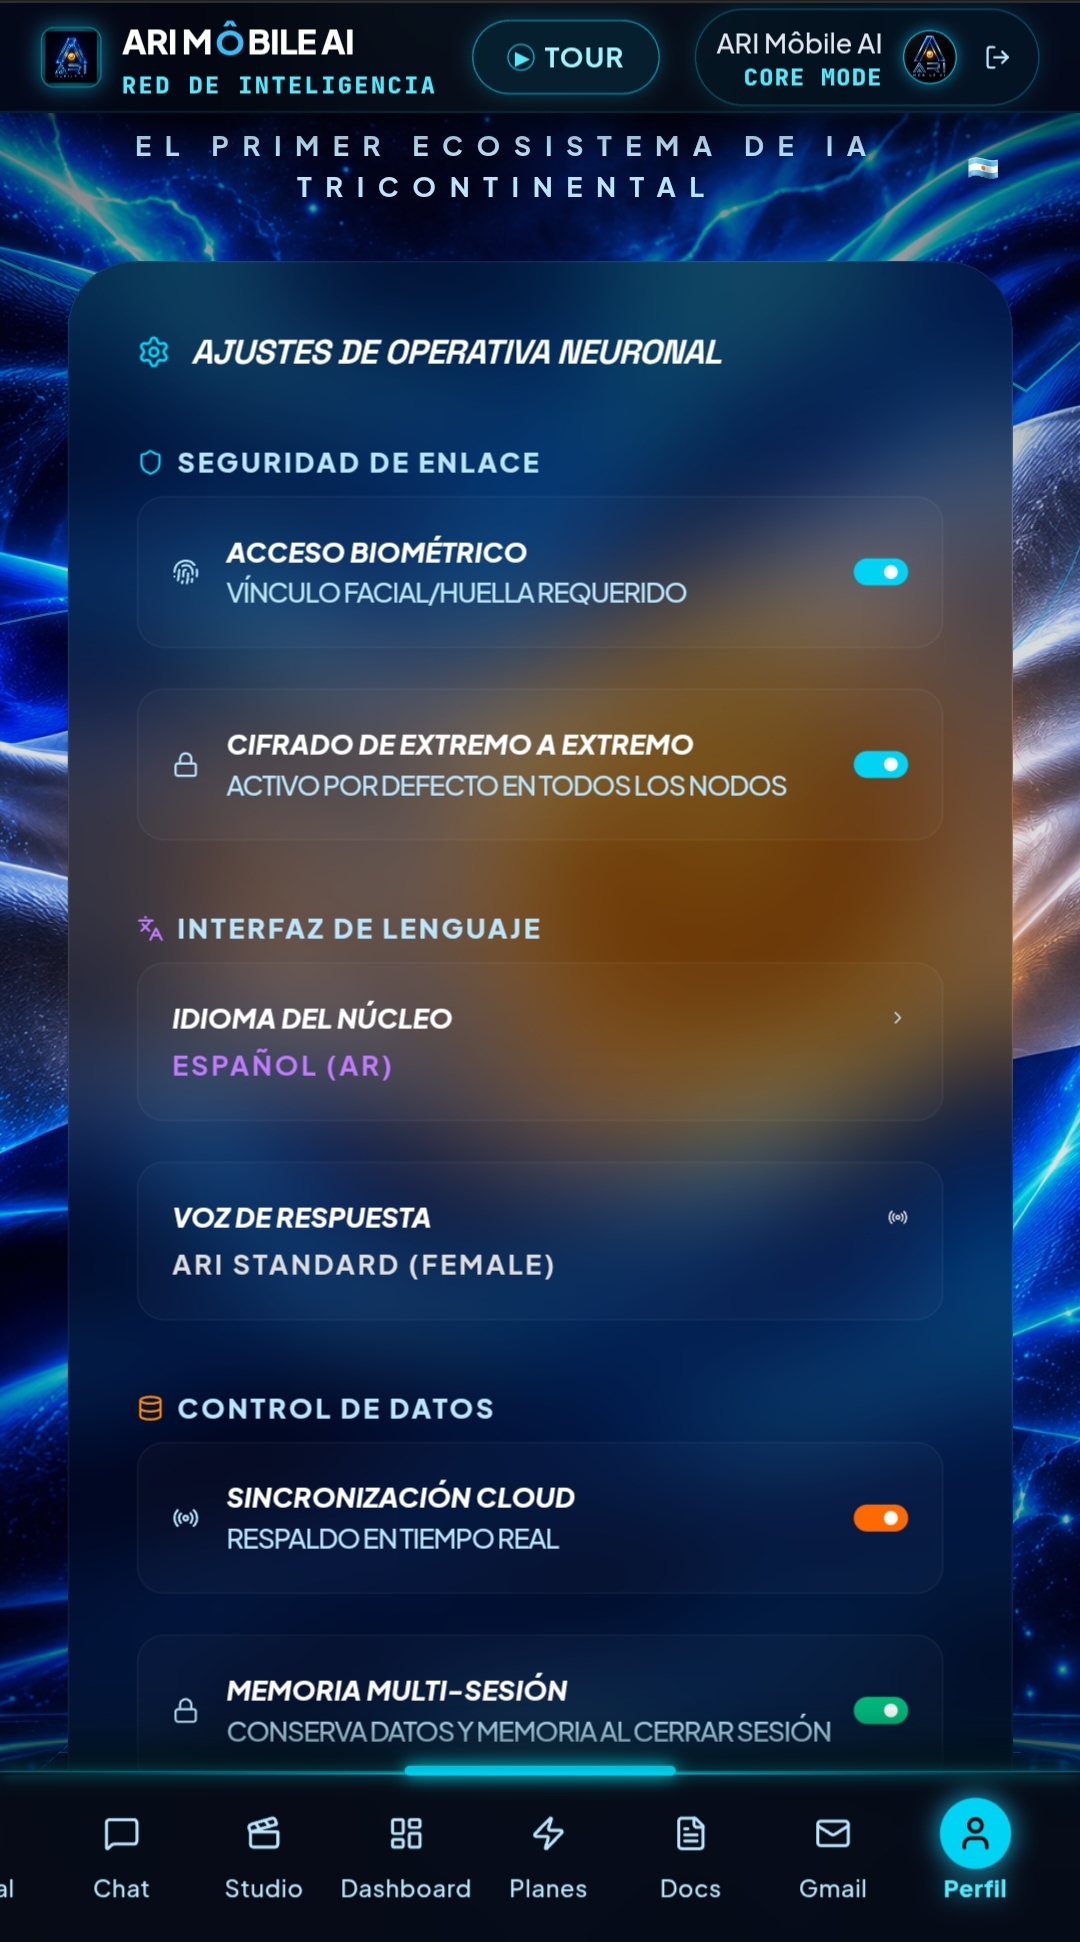 ARI MÔBILE AI
RED DE INTELIGENCIA
TOUR
ARI Môbile AI
CORE MODE
EL PRIMER ECOSISTEMA DE IA
TRICONTINENTAL
AJUSTES DE OPERATIVA NEURONAL
SEGURIDAD DE ENLACE
ACCESO BIOMÉTRICO
VÍNCULO FACIAL/HUELLA REQUERIDO
CIFRADO DE EXTREMO A EXTREMO
ACTIVO POR DEFECTO EN TODOS LOS NODOS
INTERFAZ DE LENGUAJE
IDIOMA DEL NÚCLEO
ESPAÑOL (AR)
VOZ DE RESPUESTA
ARI STANDARD (FEMALE)
CONTROL DE DATOS
SINCRONIZACIÓN CLOUD
RESPALDO EN TIEMPO REAL
MEMORIA MULTI-SESIÓN
CONSERVA DATOS Y MEMORIA AL CERRAR SESIÓN
al Chat Studio Dashboard Planes Docs Gmail Perfil